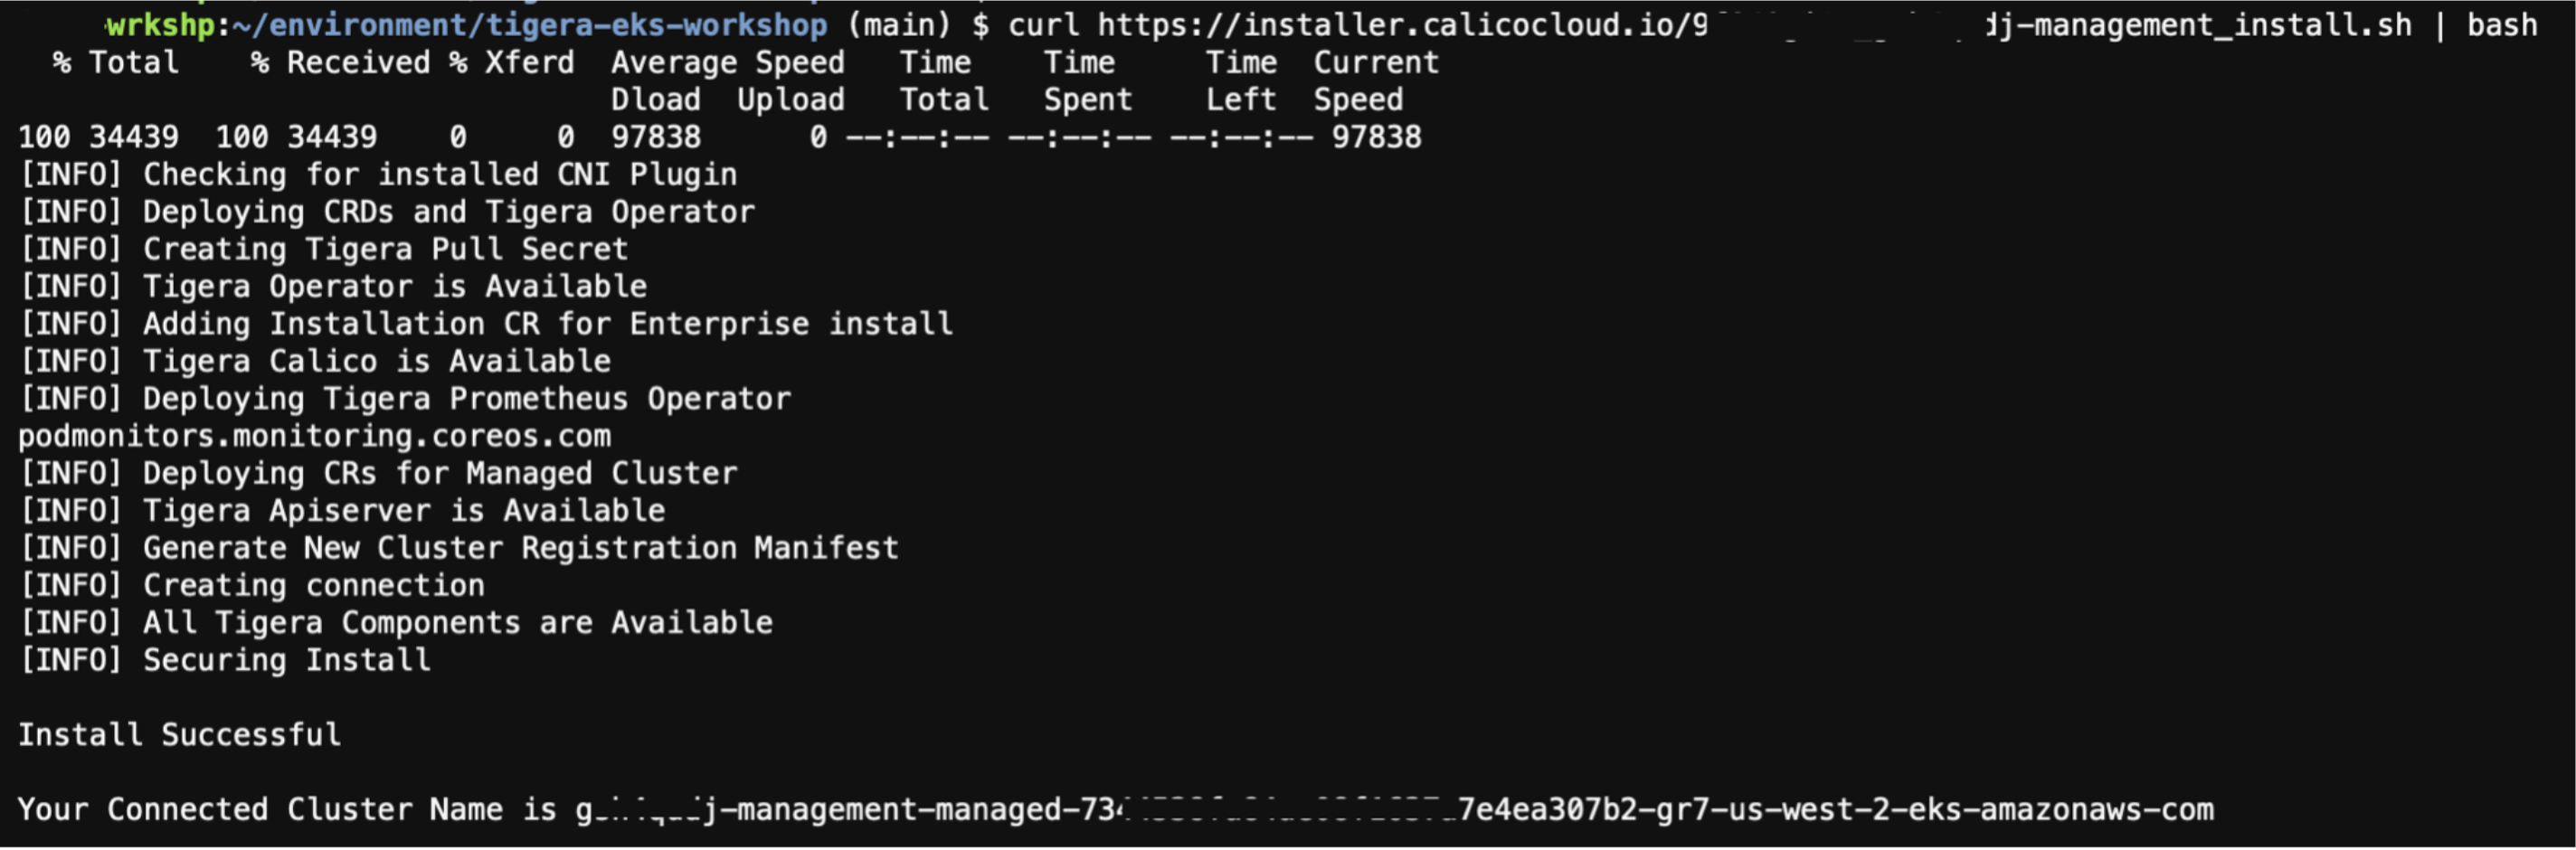 wrkshp:~/environment/tigera-eks-workshop (main) $ curl https://installer.calicocloud.io/9 dj-management_install.sh | bash
% Total % Received % Xferd Average Speed Time Time Time Current
Dload Upload Total Spent Left Speed
100 34439 100 34439 0 0 97838 0 --:--:-- --:--:-- --:--:-- 97838
[INFO] Checking for installed CNI Plugin
[INFO] Deploying CRDs and Tigera Operator
[INFO] Creating Tigera Pull Secret
[INFO] Tigera Operator is Available
[INFO] Adding Installation CR for Enterprise install
[INFO] Tigera Calico is Available
[INFO] Deploying Tigera Prometheus Operator
podmonitors.monitoring.coreos.com
[INFO] Deploying CRs for Managed Cluster
[INFO] Tigera Apiserver is Available
[INFO] Generate New Cluster Registration Manifest
[INFO] Creating connection
[INFO] All Tigera Components are Available
[INFO] Securing Install
Install Successful
Your Connected Cluster Name is g j-management-managed-73 7e4ea307b2-gr7-us-west-2-eks-amazonaws-com